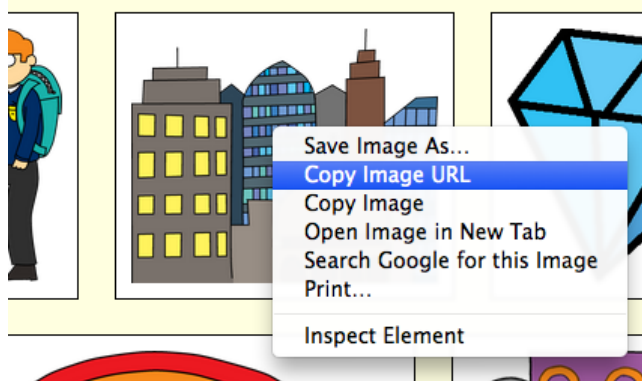 Save Image As...
Copy Image URL
Copy Image
Open Image in New Tab
Search Google for this Image
Print...
Inspect Element